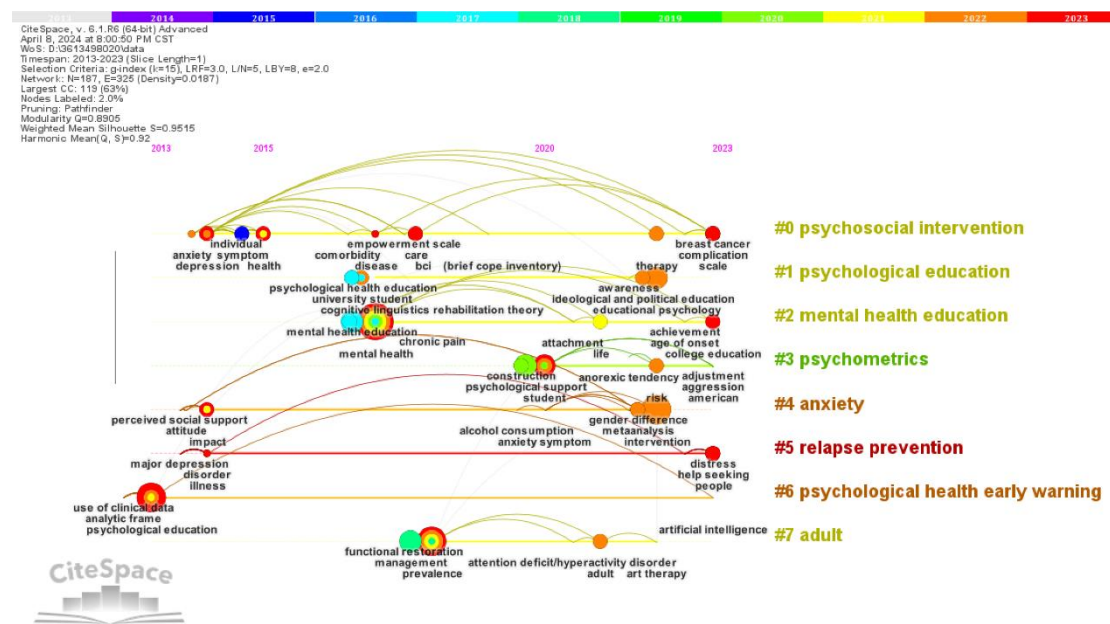 2013 2014 2015 2016 2017 2018 2019 2020 2021 2022 2023
CiteSpace, v. 6.1.R6 (64-bit) Advanced
April 8, 2024 at 8:00:50 PM CST
WoS: D:\3613498020\data
Timespan: 2013-2023 (Slice Length=1)
Selection Criteria: g-index (k=15), LRF=3.0, L/N=5, LBY=8, e=2.0
Network: N=187, E=325 (Density=0.0187)
Largest CC: 119 (63%)
Nodes Labeled: 2.0%
Pruning: Pathfinder
Modularity Q=0.8905
Weighted Mean Silhouette S=0.9515
Harmonic Mean(Q, S)=0.92
2013 2015 2020 2023
#0 psychosocial intervention
individual empowerment scale breast cancer
anxiety symptom comorbidity care complication
depression health disease bci (brief cope inventory) therapy scale
#1 psychological education
psychological health education awareness
university student ideological and political education
cognitive linguistics rehabilitation theory educational psychology
#2 mental health education
mental health education chronic pain attachment achievement
mental health life age of onset
college education
#3 psychometrics
construction anorexic tendency adjustment
psychological support aggression
student risk american
#4 anxiety
perceived social support gender difference
attitude alcohol consumption metaanalysis
impact anxiety symptom intervention
#5 relapse prevention
major depression distress
disorder help seeking
illness people
#6 psychological health early warning
use of clinical data
analytic frame
psychological education artificial intelligence
#7 adult
functional restoration
management attention deficit/hyperactivity disorder
prevalence adult art therapy
CiteSpace